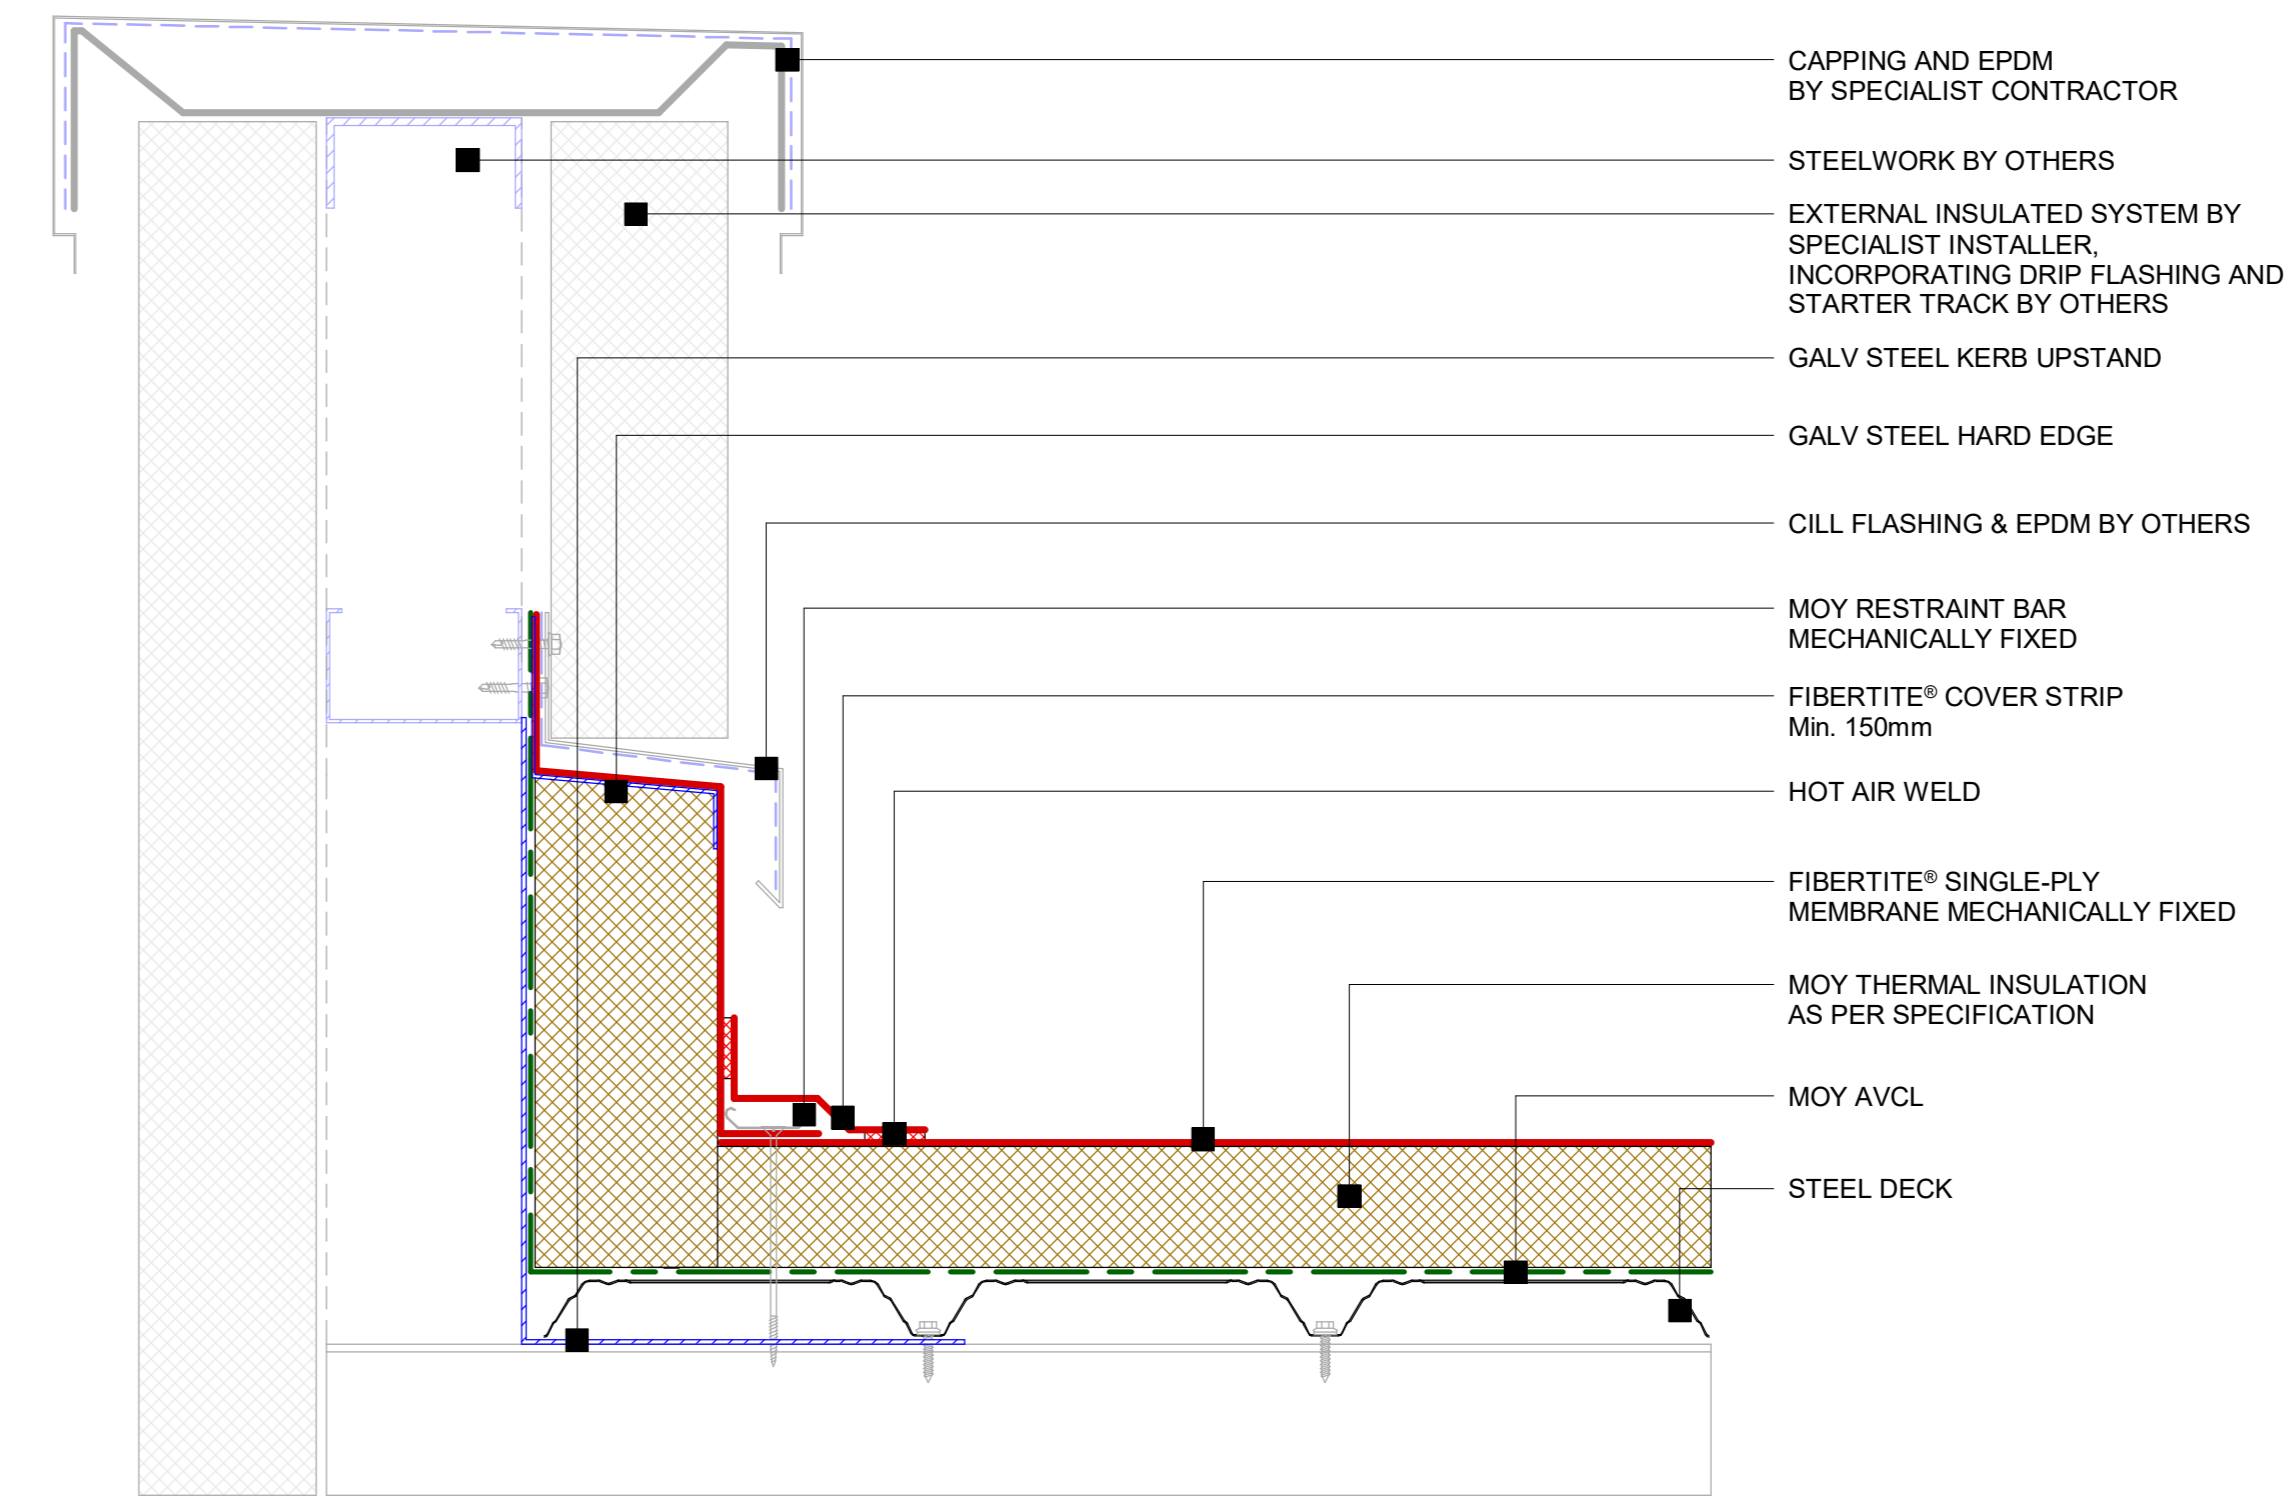 CAPPING AND EPDM
BY SPECIALIST CONTRACTOR
STEELWORK BY OTHERS
EXTERNAL INSULATED SYSTEM BY
SPECIALIST INSTALLER,
INCORPORATING DRIP FLASHING AND
STARTER TRACK BY OTHERS
GALV STEEL KERB UPSTAND
GALV STEEL HARD EDGE
CILL FLASHING & EPDM BY OTHERS
MOY RESTRAINT BAR
MECHANICALLY FIXED
FIBERTITE® COVER STRIP
Min. 150mm
HOT AIR WELD
FIBERTITE® SINGLE-PLY
MEMBRANE MECHANICALLY FIXED
MOY THERMAL INSULATION
AS PER SPECIFICATION
MOY AVCL
STEEL DECK